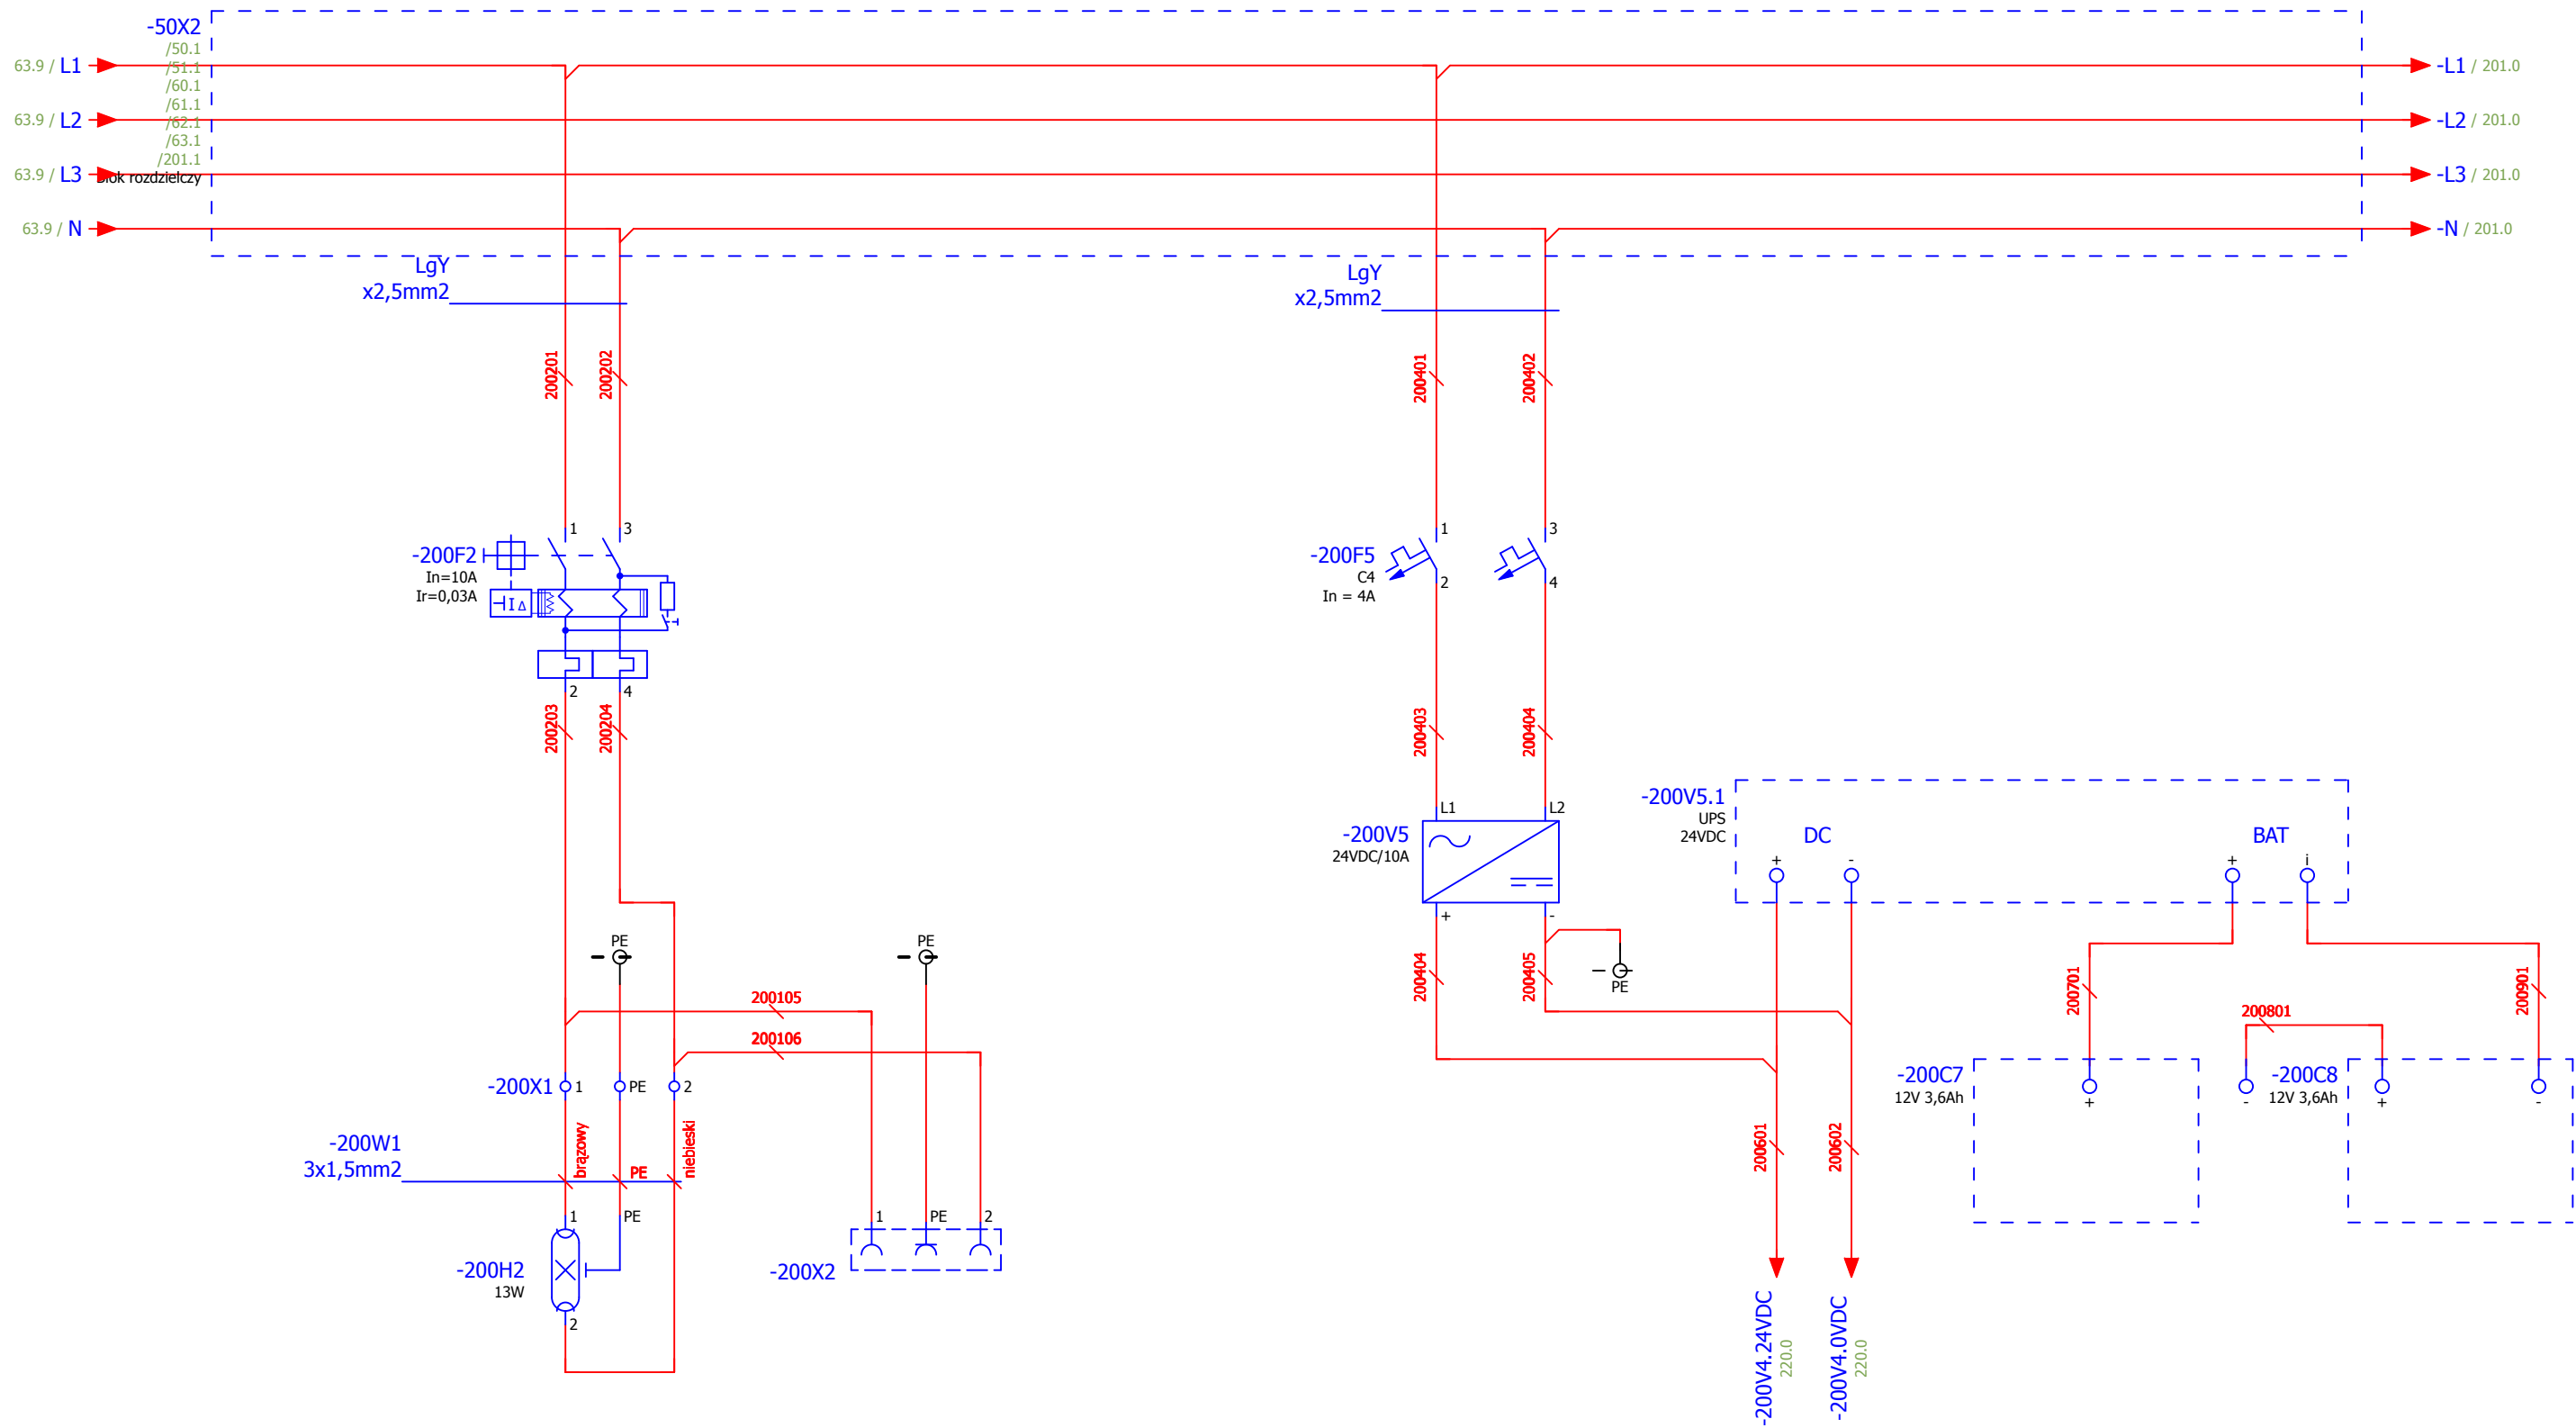 -50X2
/50.1
63.9 / L1
/51.1
-L1 / 201.0
/60.1
/61.1
63.9 / L2
/62.1
-L2 / 201.0
/63.1
/201.1
63.9 / L3
Blok rozdzielczy
-L3 / 201.0
63.9 / N
-N / 201.0
LgY
x2,5mm2
LgY
x2,5mm2
200201
200202
200401
200402
1
3
-200F2
In=10A
Ir=0,03A
I Δ
2
4
1
3
-200F5
C4
In = 4A
2
4
200203
200204
200403
200404
L1
L2
-200V5
24VDC/10A
+
-
-200V5.1
UPS
24VDC
DC
BAT
+
-
+
i
PE
PE
PE
200404
200405
200105
200106
200701
200801
200901
-200X1
1
PE
2
-200C7
12V 3,6Ah
+
-
-200C8
12V 3,6Ah
+
-
-200W1
3x1,5mm2
brązowy
PE
niebieski
200601
200602
1
PE
-200H2
13W
2
1
PE
2
-200X2
-200V4.24VDC
220.0
-200V4.0VDC
220.0